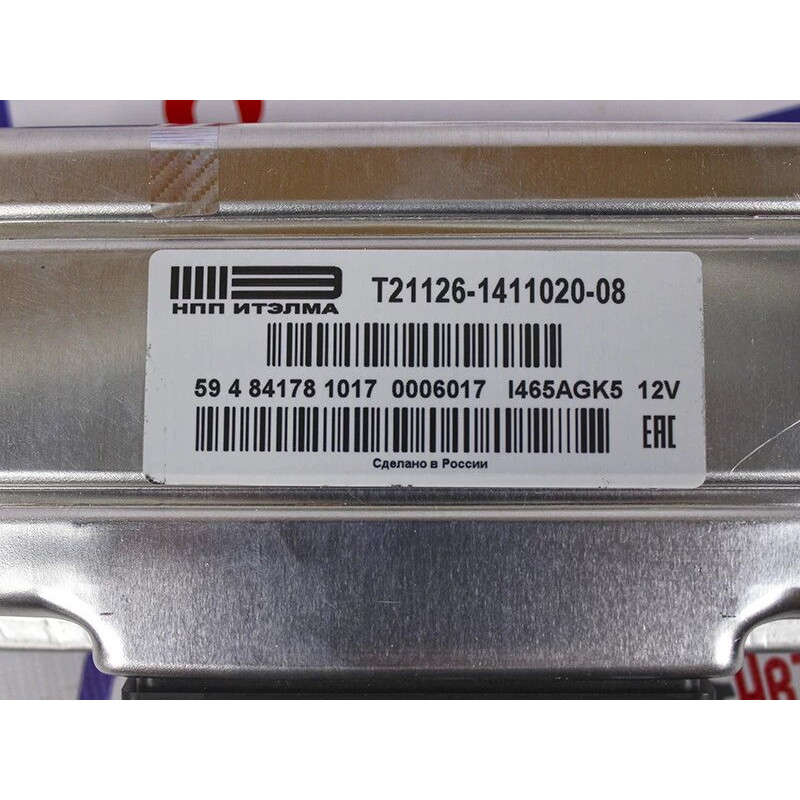 НПП ИТЭЛМА
T21126-1411020-08
59 4 84178 1017 0006017 I465AGK5 12V
EAC
Сделано в России